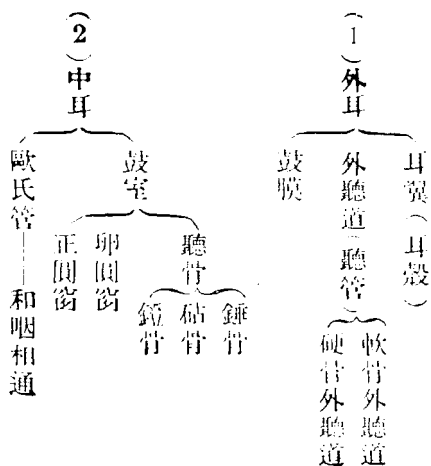 （1）外耳
耳翼（耳殼）
外聽道（聽管）
軟骨外聽道
硬骨外聽道
鼓膜
（2）中耳
鼓室
聽骨
錘骨
砧骨
鐙骨
卵圓窗
正圓窗
歐氏管——和咽相通